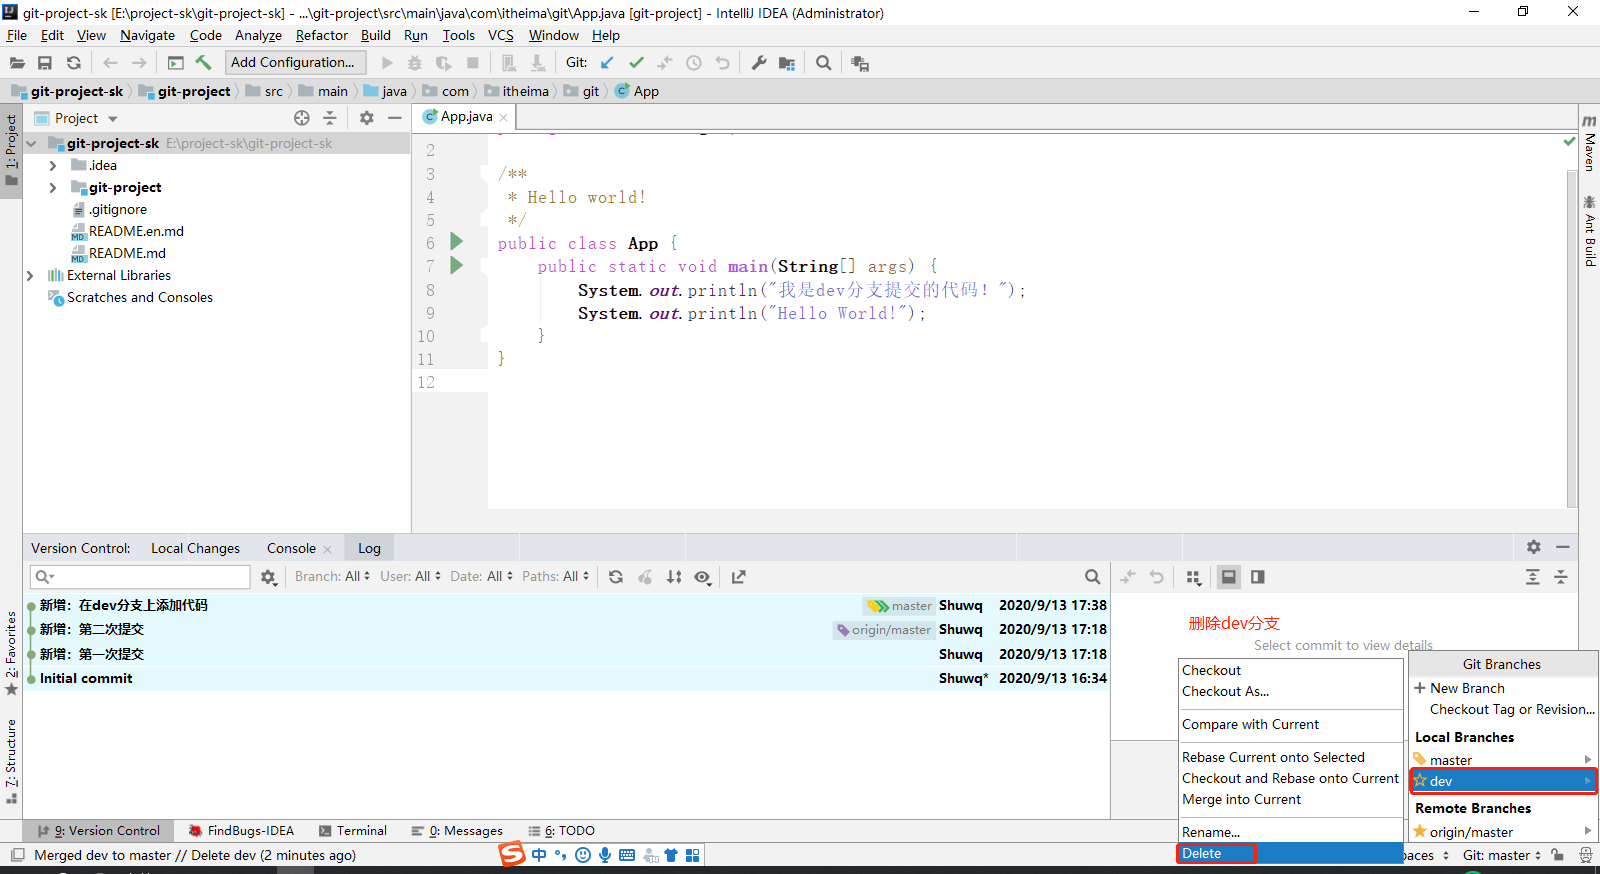 git-project-sk [E:\project-sk\git-project-sk] - ...\git-project\src\main\java\com\itheima\git\App.java [git-project] - IntelliJ IDEA (Administrator)
File Edit View Navigate Code Analyze Refactor Build Run Tools VCS Window Help
Add Configuration... Git:
git-project-sk git-project src main java com itheima git App
1: Project
Project
App.java
git-project-sk E:\project-sk\git-project-sk
.idea
git-project
.gitignore
README.en.md
README.md
External Libraries
Scratches and Consoles
2
3 /**
4 * Hello world!
5 */
6 public class App {
7 public static void main(String[] args) {
8 System.out.println("我是dev分支提交的代码！");
9 System.out.println("Hello World!");
10 }
11 }
12
Maven
Ant Build
Version Control: Local Changes Console Log
Branch: All User: All Date: All Paths: All
新增：在dev分支上添加代码 master Shuwq 2020/9/13 17:38
新增：第二次提交 origin/master Shuwq 2020/9/13 17:18
新增：第一次提交 Shuwq 2020/9/13 17:18
Initial commit Shuwq* 2020/9/13 16:34
删除dev分支
Select commit to view details
Checkout
Checkout As...
Compare with Current
Rebase Current onto Selected
Checkout and Rebase onto Current
Merge into Current
Rename...
Delete
Git Branches
New Branch
Checkout Tag or Revision...
Local Branches
master
dev
Remote Branches
origin/master
2: Favorites
7: Structure
9: Version Control FindBugs-IDEA Terminal 0: Messages 6: TODO
Merged dev to master // Delete dev (2 minutes ago)
中
paces Git: master